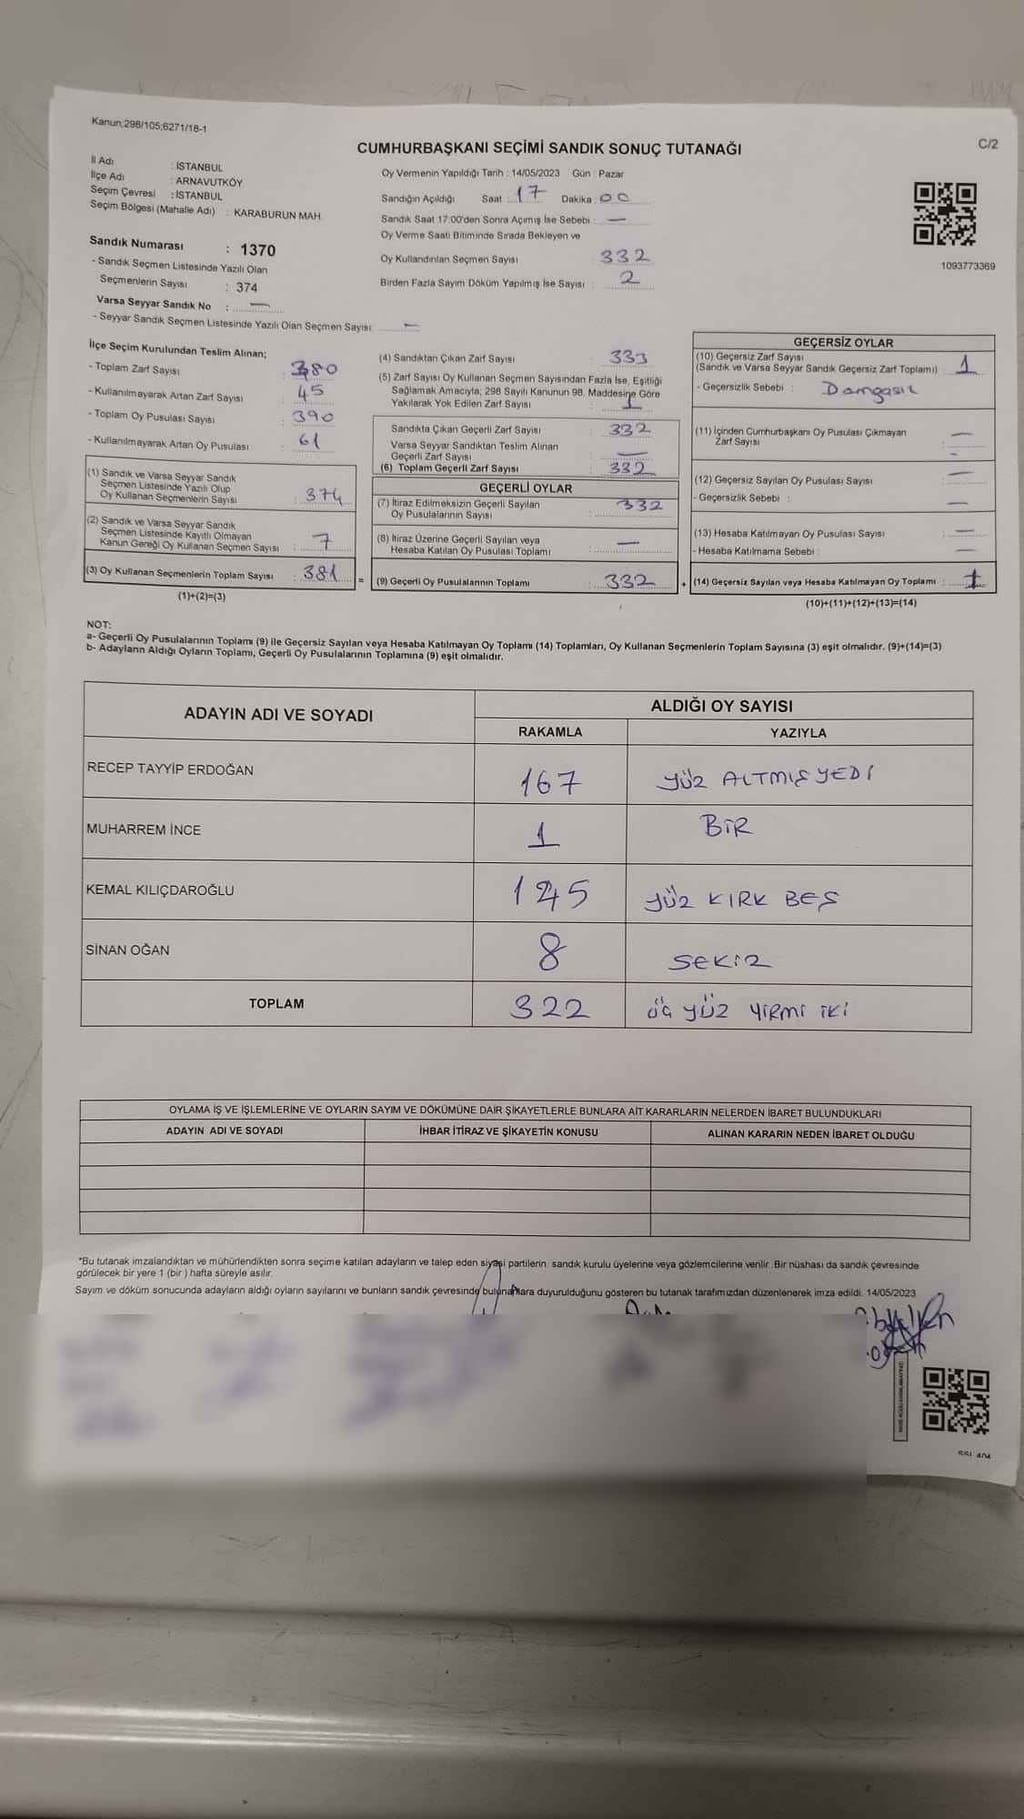 Kanun;298/105;6271/18-1
CUMHURBAŞKANI SEÇİMİ SANDIK SONUÇ TUTANAĞI
C/2
İl Adı : İSTANBUL
İlçe Adı : ARNAVUTKÖY
Seçim Çevresi : İSTANBUL
Seçim Bölgesi (Mahalle Adı) : KARABURUN MAH.
Sandık Numarası : 1370
- Sandık Seçmen Listesinde Yazılı Olan
Seçmenlerin Sayısı : 374
Varsa Seyyar Sandık No : —
- Seyyar Sandık Seçmen Listesinde Yazılı Olan Seçmen Sayısı: —
Oy Vermenin Yapıldığı Tarih : 14/05/2023 Gün : Pazar
Sandığın Açıldığı Saat : 17 Dakika : 00
Sandık Saat 17:00'den Sonra Açımış İse Sebebi : —
Oy Verme Saati Bitiminde Sırada Bekleyen ve
Oy Kullandırılan Seçmen Sayısı : 332
Birden Fazla Sayım Döküm Yapılmış İse Sayısı : 2
1093773369
İlçe Seçim Kurulundan Teslim Alınan;
- Toplam Zarf Sayısı : 380
- Kullanılmayarak Artan Zarf Sayısı : 45
- Toplam Oy Pusulası Sayısı : 390
- Kullanılmayarak Artan Oy Pusulası : 61
(1) Sandık ve Varsa Seyyar Sandık
Seçmen Listesinde Yazılı Olup
Oy Kullanan Seçmenlerin Sayısı : 374
(2) Sandık ve Varsa Seyyar Sandık
Seçmen Listesinde Kayıtlı Olmayan
Kanun Gereği Oy Kullanan Seçmen Sayısı : 7
(3) Oy Kullanan Seçmenlerin Toplam Sayısı : 381
(1)+(2)=(3)
=
(4) Sandıktan Çıkan Zarf Sayısı : 333
(5) Zarf Sayısı Oy Kullanan Seçmen Sayısından Fazla İse, Eşitliği
Sağlamak Amacıyla, 298 Sayılı Kanunun 98. Maddesine Göre
Yakılarak Yok Edilen Zarf Sayısı : 1
Sandıkta Çıkan Geçerli Zarf Sayısı : 332
Varsa Seyyar Sandıktan Teslim Alınan
Geçerli Zarf Sayısı : —
(6) Toplam Geçerli Zarf Sayısı : 332
GEÇERLİ OYLAR
(7) İtiraz Edilmeksizin Geçerli Sayılan
Oy Pusulalarının Sayısı : 332
(8) İtiraz Üzerine Geçerli Sayılan veya
Hesaba Katılan Oy Pusulası Toplamı : —
(9) Geçerli Oy Pusulalarının Toplamı : 332
+
GEÇERSİZ OYLAR
(10) Geçersiz Zarf Sayısı
(Sandık ve Varsa Seyyar Sandık Geçersiz Zarf Toplamı) : 1
- Geçersizlik Sebebi : Damgasız
(11) İçinden Cumhurbaşkanı Oy Pusulası Çıkmayan
Zarf Sayısı : —
(12) Geçersiz Sayılan Oy Pusulası Sayısı : —
- Geçersizlik Sebebi : —
(13) Hesaba Katılmayan Oy Pusulası Sayısı : —
- Hesaba Katılmama Sebebi : —
(14) Geçersiz Sayılan veya Hesaba Katılmayan Oy Toplamı : 1
(10)+(11)+(12)+(13)=(14)
NOT:
a- Geçerli Oy Pusulalarının Toplamı (9) ile Geçersiz Sayılan veya Hesaba Katılmayan Oy Toplamı (14) Toplamları, Oy Kullanan Seçmenlerin Toplam Sayısına (3) eşit olmalıdır. (9)+(14)=(3)
b- Adayların Aldığı Oyların Toplamı, Geçerli Oy Pusulalarının Toplamına (9) eşit olmalıdır.
ADAYIN ADI VE SOYADI
ALDIĞI OY SAYISI
RAKAMLA YAZIYLA
RECEP TAYYİP ERDOĞAN 167 YÜZ ALTMIŞ YEDİ
MUHARREM İNCE 1 BİR
KEMAL KILIÇDAROĞLU 145 YÜZ KIRK BEŞ
SİNAN OĞAN 8 SEKİZ
TOPLAM 322 ÜÇ YÜZ YİRMİ İKİ
OYLAMA İŞ VE İŞLEMLERİNE VE OYLARIN SAYIM VE DÖKÜMÜNE DAİR ŞİKAYETLERLE BUNLARA AİT KARARLARIN NELERDEN İBARET BULUNDUKLARI
ADAYIN ADI VE SOYADI İHBAR İTİRAZ VE ŞİKAYETİN KONUSU ALINAN KARARIN NEDEN İBARET OLDUĞU
*Bu tutanak imzalandıktan ve mühürlendikten sonra seçime katılan adayların ve talep eden siyasi partilerin sandık kurulu üyelerine veya gözlemcilerine verilir. Bir nüshası da sandık çevresinde
görülecek bir yere 1 (bir ) hafta süreyle asılır.
Sayım ve döküm sonucunda adayların aldığı oyların sayılarını ve bunların sandık çevresinde bulunanlara duyurulduğunu gösteren bu tutanak tarafımızdan düzenlenerek imza edildi. 14/05/2023